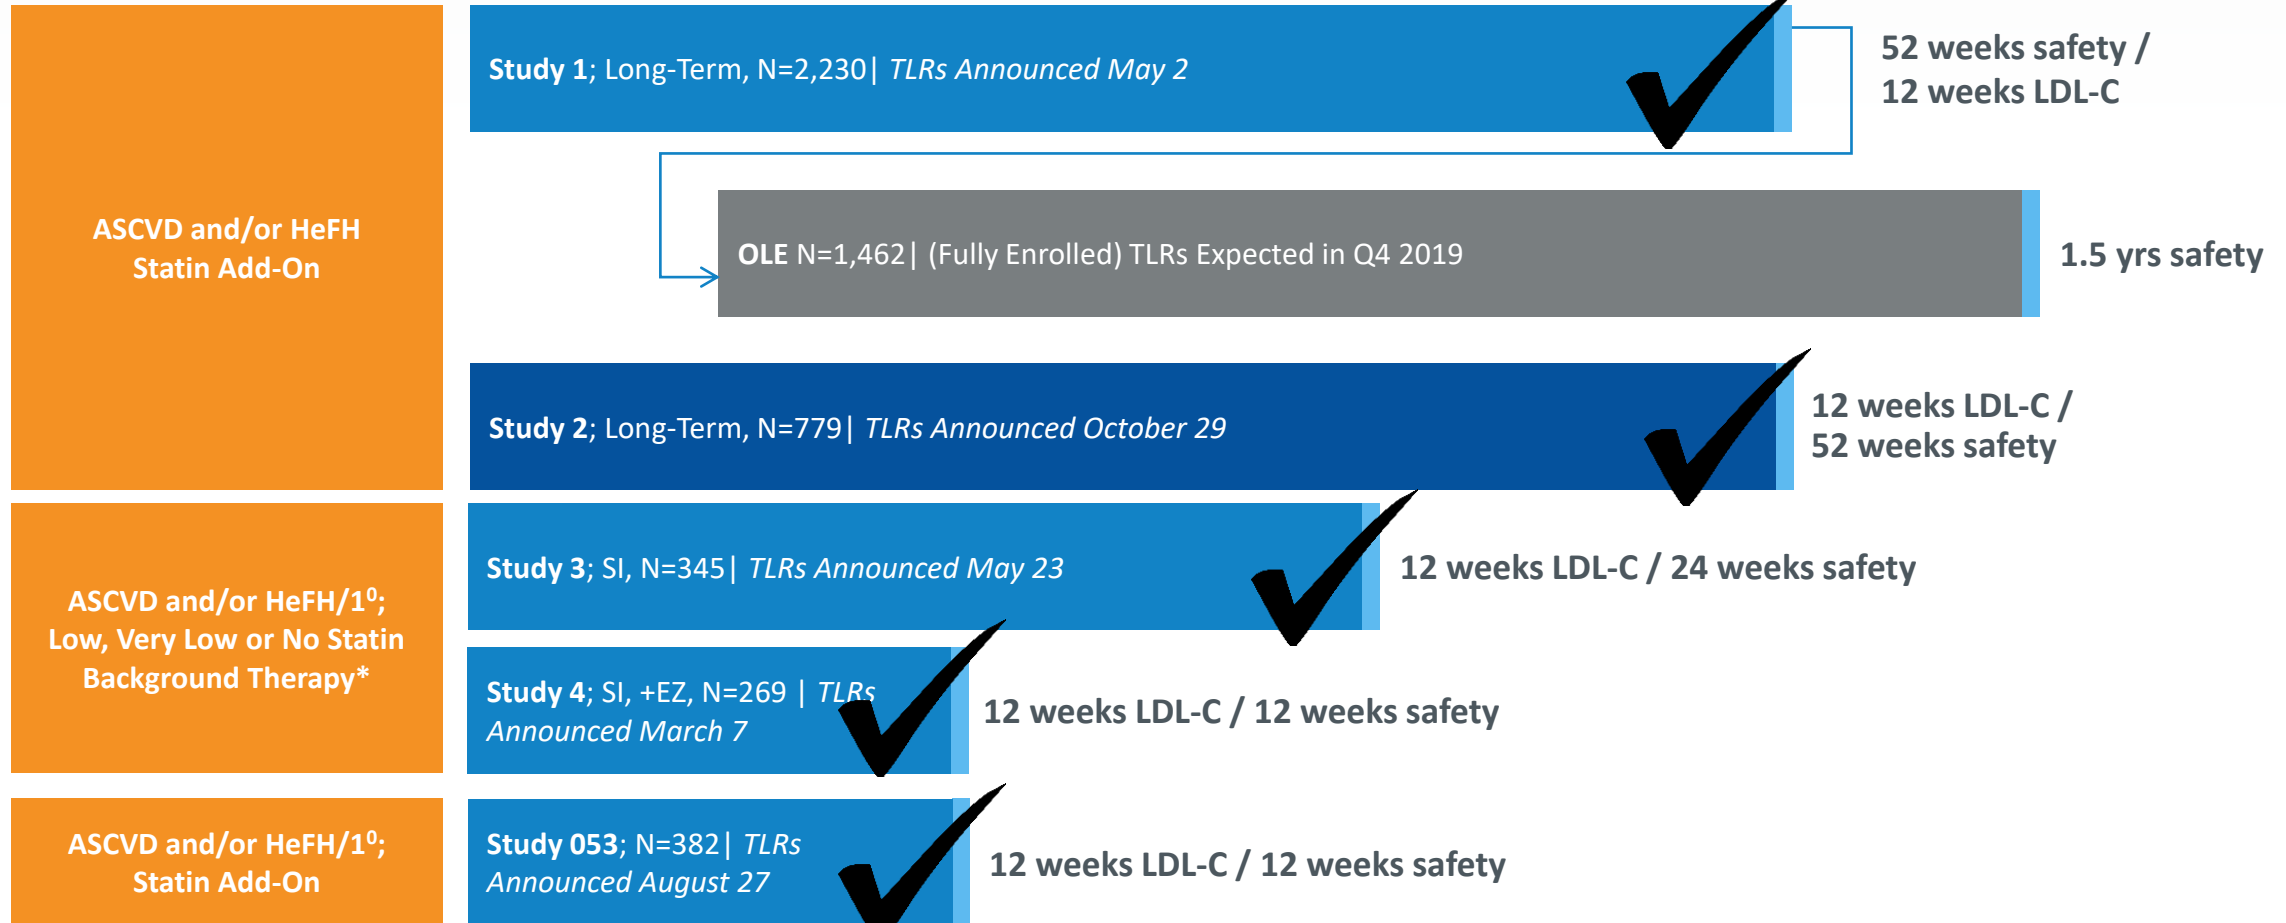 ASCVD and/or HeFH
Statin Add-On
Study 1; Long-Term, N=2,230| TLRs Announced May 2
52 weeks safety /
12 weeks LDL-C
OLE N=1,462| (Fully Enrolled) TLRs Expected in Q4 2019
1.5 yrs safety
Study 2; Long-Term, N=779| TLRs Announced October 29
12 weeks LDL-C /
52 weeks safety
ASCVD and/or HeFH/1⁰;
Low, Very Low or No Statin
Background Therapy*
Study 3; SI, N=345| TLRs Announced May 23
12 weeks LDL-C / 24 weeks safety
Study 4; SI, +EZ, N=269 | TLRs
Announced March 7
12 weeks LDL-C / 12 weeks safety
ASCVD and/or HeFH/1⁰;
Statin Add-On
Study 053; N=382| TLRs
Announced August 27
12 weeks LDL-C / 12 weeks safety